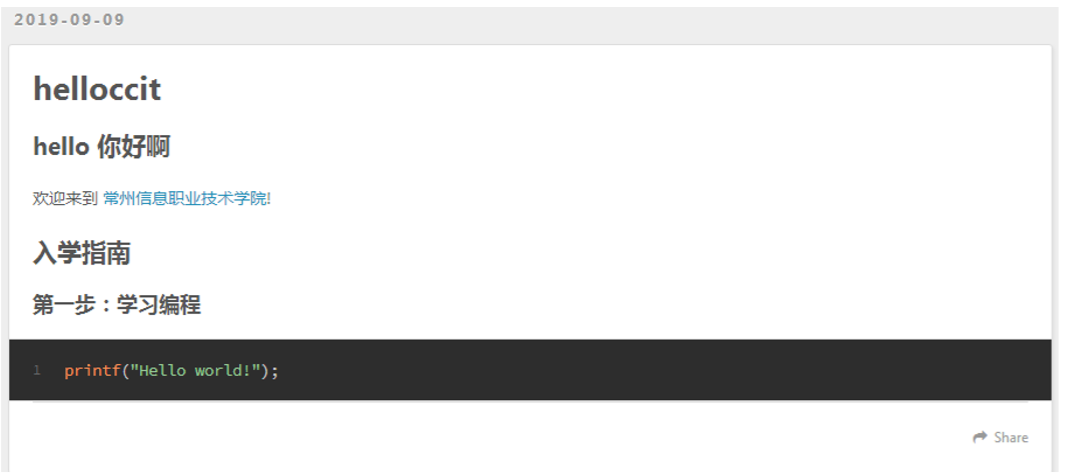 2019-09-09
helloccit
hello 你好啊
欢迎来到 常州信息职业技术学院!
入学指南
第一步：学习编程
1 printf("Hello world!");
Share